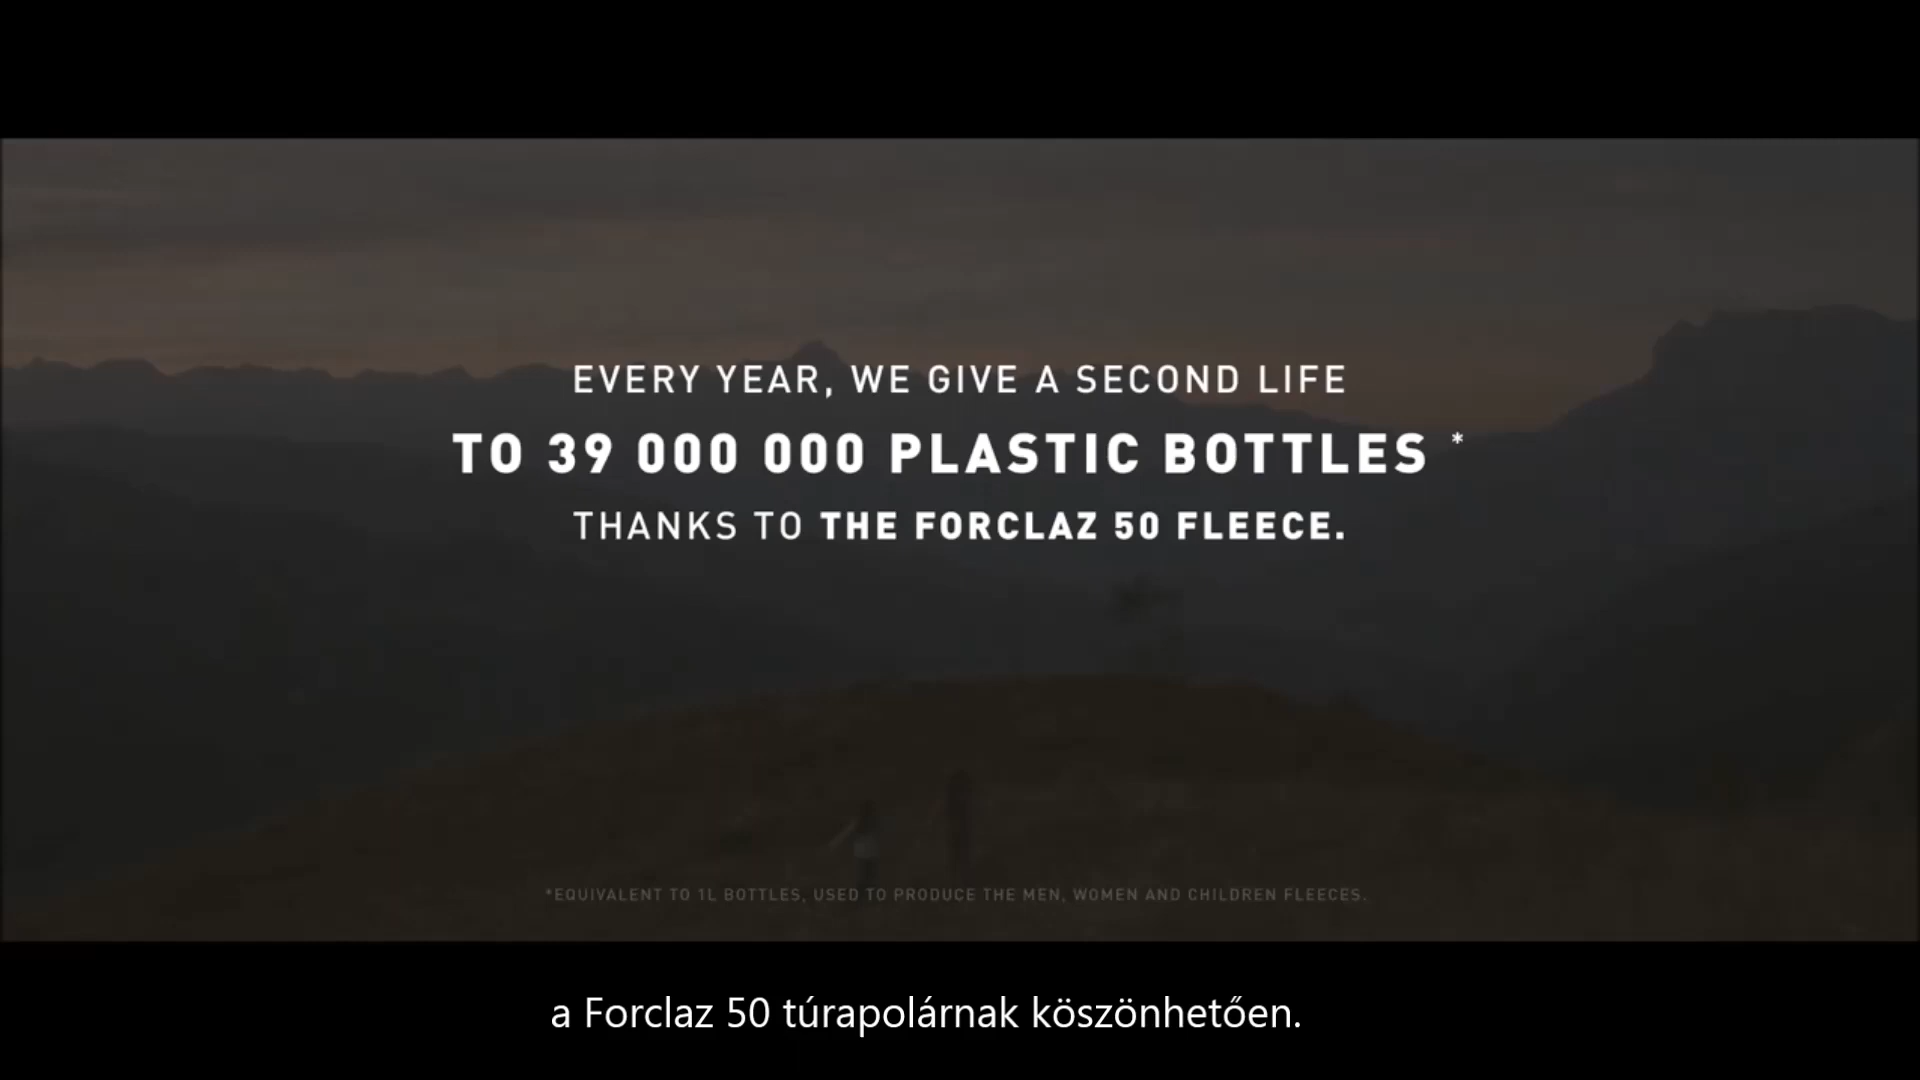 EVERY YEAR, WE GIVE A SECOND LIFE
TO 39 000 000 PLASTIC BOTTLES *
THANKS TO THE FORCLAZ 50 FLEECE.
*EQUIVALENT TO 1L BOTTLES, USED TO PRODUCE THE MEN, WOMEN AND CHILDREN FLEECES.
a Forclaz 50 túrapolárnak köszönhetően.